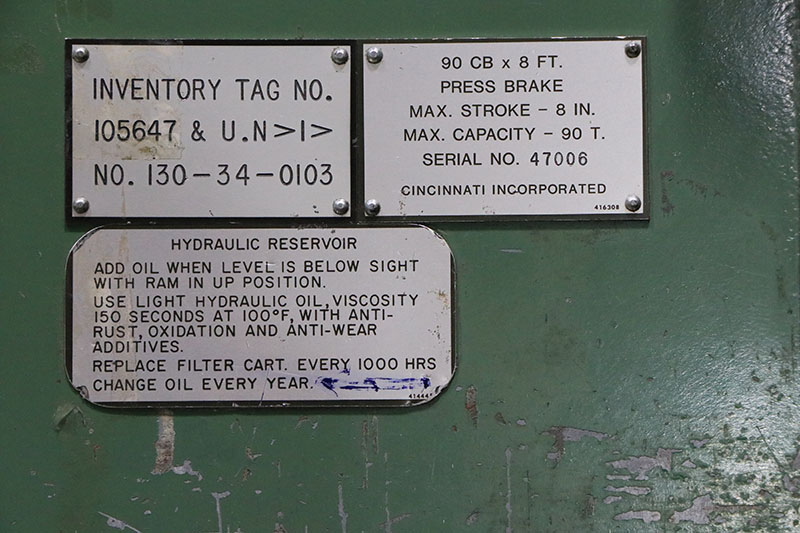 INVENTORY TAG NO.
105647 & U.N>I>
NO. 130-34-0103
90 CB x 8 FT.
PRESS BRAKE
MAX. STROKE - 8 IN.
MAX. CAPACITY - 90 T.
SERIAL NO. 47006
CINCINNATI INCORPORATED
416308
HYDRAULIC RESERVOIR
ADD OIL WHEN LEVEL IS BELOW SIGHT
WITH RAM IN UP POSITION.
USE LIGHT HYDRAULIC OIL, VISCOSITY
150 SECONDS AT 100°F, WITH ANTI-
RUST, OXIDATION AND ANTI-WEAR
ADDITIVES.
REPLACE FILTER CART. EVERY 1000 HRS
CHANGE OIL EVERY YEAR.